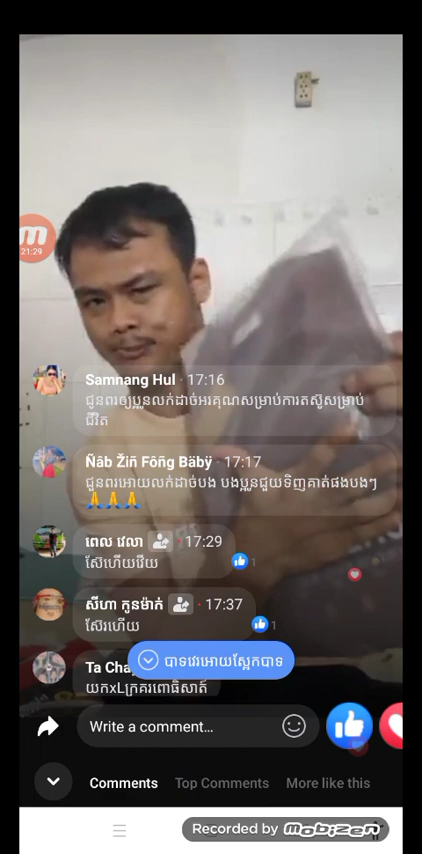 21:29
Samnang Hul · 17:16
ជូនពរឲ្យប្អូនលក់ដាច់អរគុណសម្រាប់ការតស៊ូសម្រាប់
ជីវិត
Ñâb Žiñ Fôñg Bäbÿ · 17:17
ជួនពរអោយលក់ដាច់បង បងប្អូនជួយទិញគាត់ផងបងៗ
🙏🙏🙏
ពេល វេលា · 17:29
ស៊ែហើយវើយ
1
សីហា កូនម៉ាក់ · 17:37
ស៊ែរហើយ
1
Ta Cha
បាទវេរអោយស្អែកបាទ
យកxLក្រគរពោធិសាត៍
Write a comment...
Comments
Top Comments
More like this
Recorded by mobizen